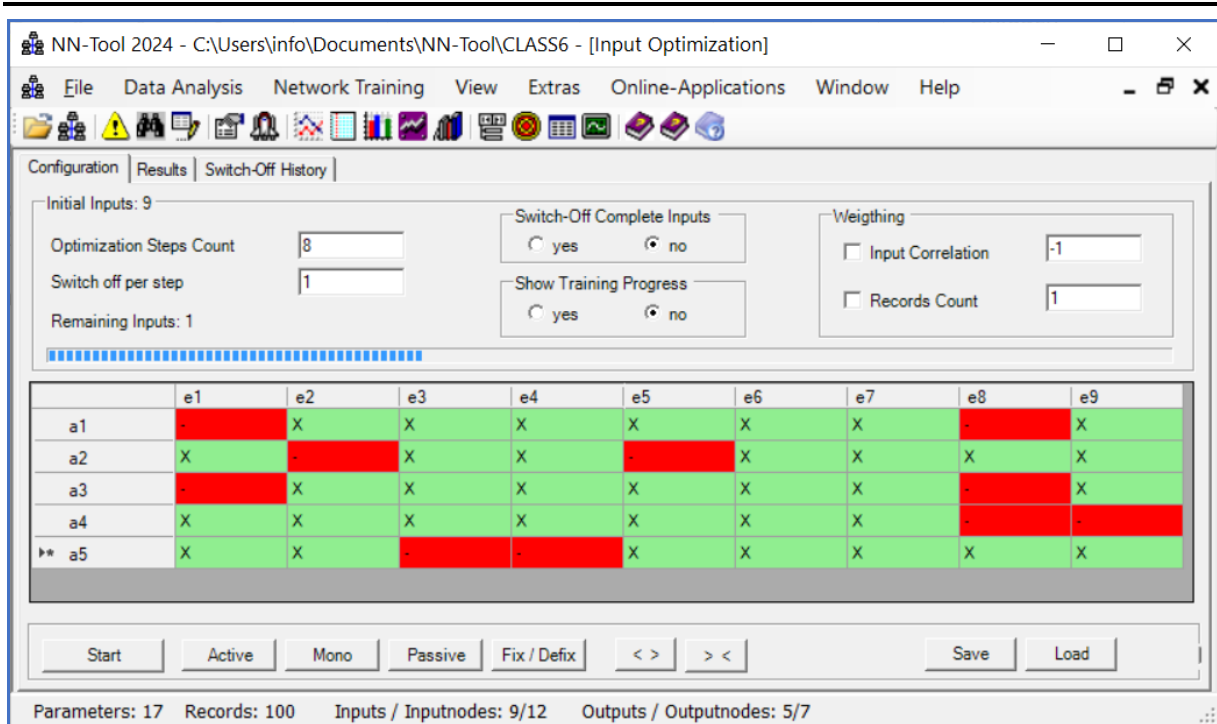 NN-Tool 2024 - C:\Users\info\Documents\NN-Tool\CLASS6 - [Input Optimization]
File Data Analysis Network Training View Extras Online-Applications Window Help
Configuration Results Switch-Off History
Initial Inputs: 9
Optimization Steps Count 8
Switch off per step 1
Remaining Inputs: 1
Switch-Off Complete Inputs
yes no
Show Training Progress
yes no
Weigthing
Input Correlation -1
Records Count 1
e1 e2 e3 e4 e5 e6 e7 e8 e9
a1 - X X X X X X - X
a2 X - X X - X X X X
a3 - X X X X X X - X
a4 X X X X X X X - -
a5 X X - - X X X X X
Start Active Mono Passive Fix / Defix < > > < Save Load
Parameters: 17 Records: 100 Inputs / Inputnodes: 9/12 Outputs / Outputnodes: 5/7